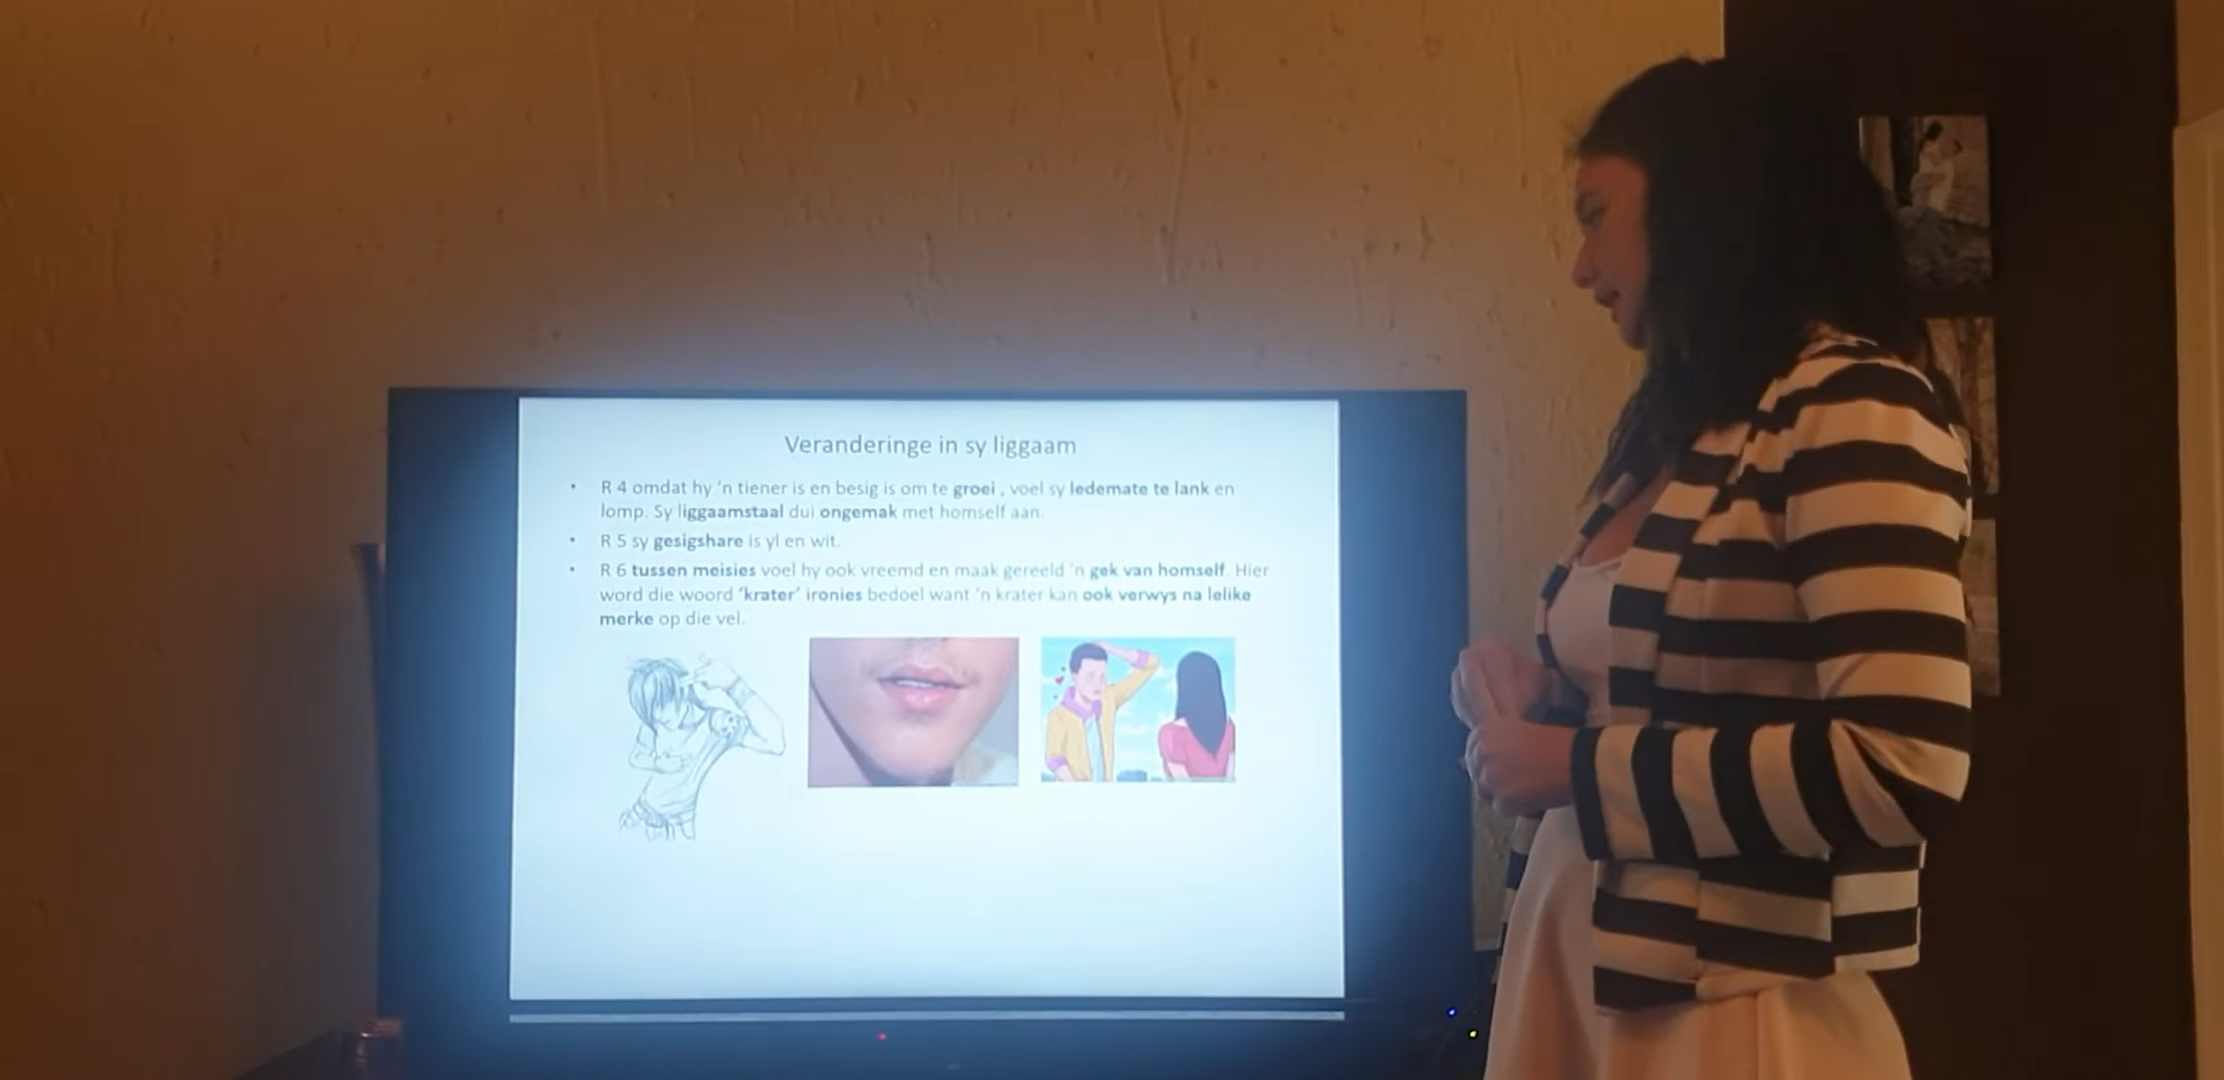 Veranderinge in sy liggaam
• R 4 omdat hy 'n tiener is en besig is om te groei , voel sy ledemate te lank en
lomp. Sy liggaamstaal dui ongemak met homself aan.
• R 5 sy gesigshare is yl en wit.
• R 6 tussen meisies voel hy ook vreemd en maak gereeld 'n gek van homself. Hier
word die woord 'krater' ironies bedoel want 'n krater kan ook verwys na lelike
merke op die vel.